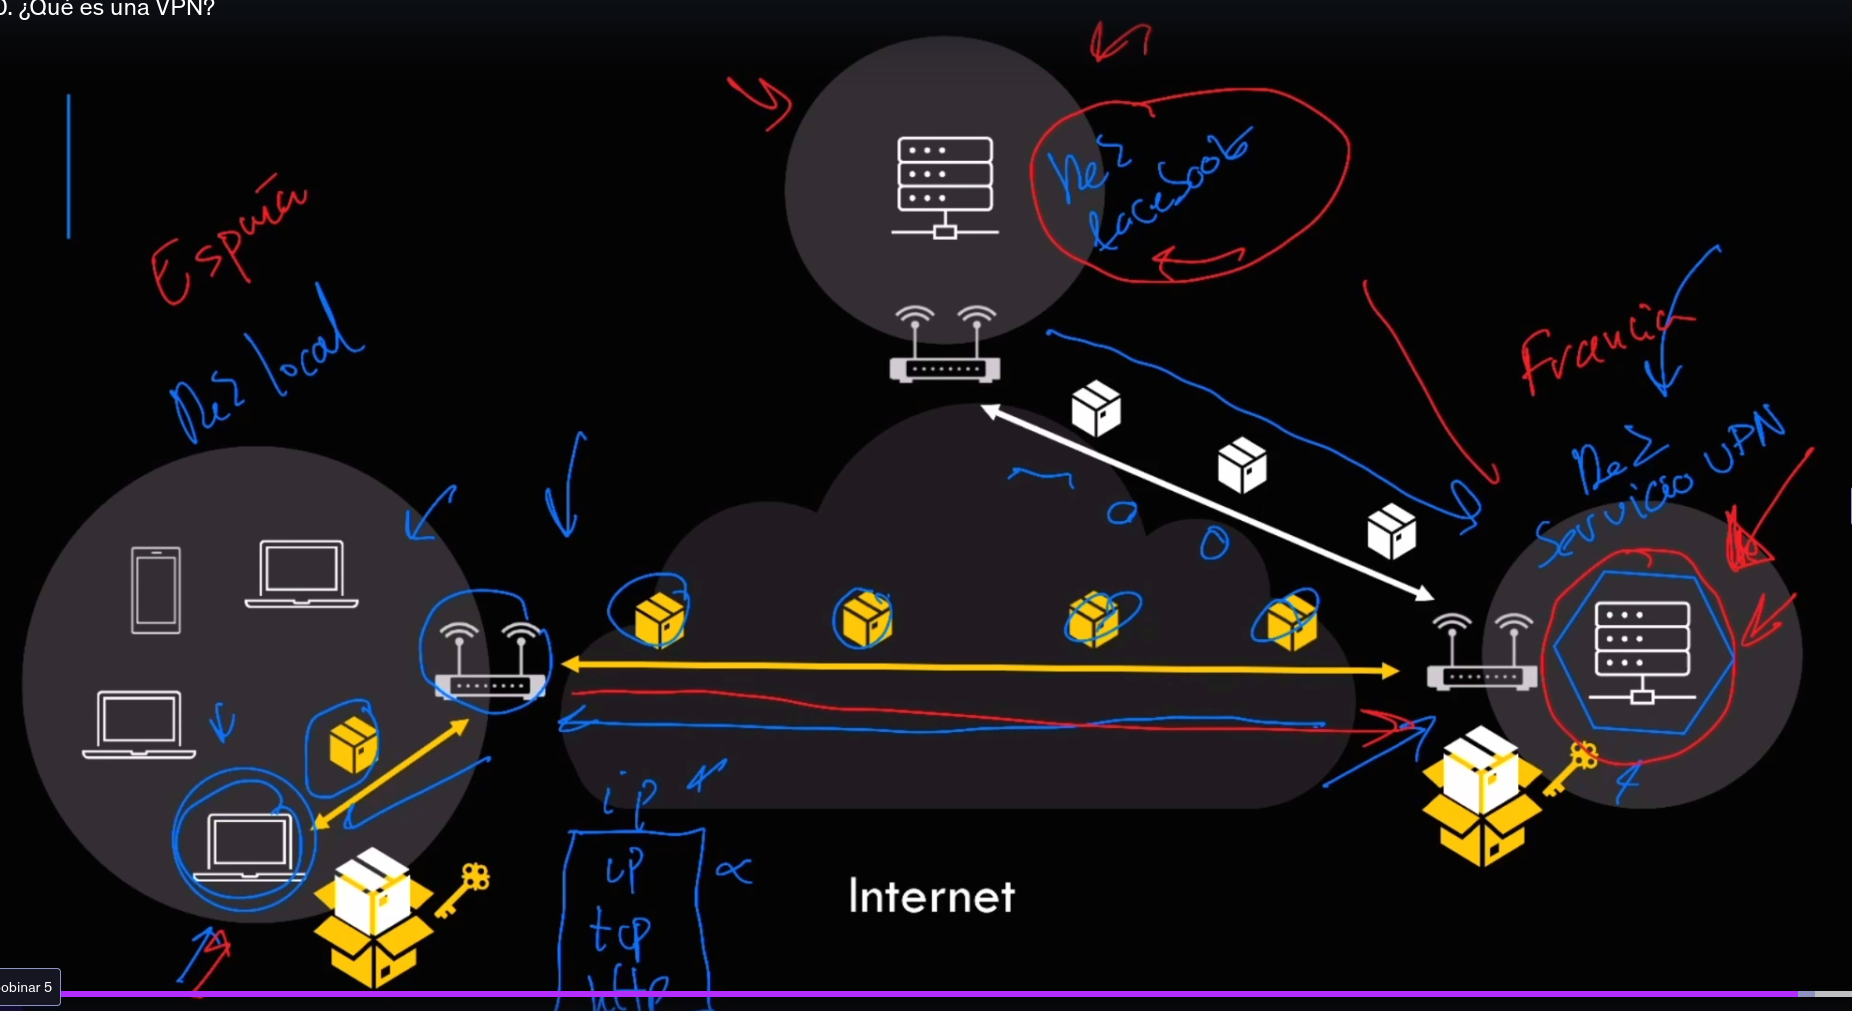 0. ¿Qué es una VPN?
España
Red local
Red
facebook
Francia
Red
Servicio VPN
ip
ip
tcp
http
Internet
obinar 5